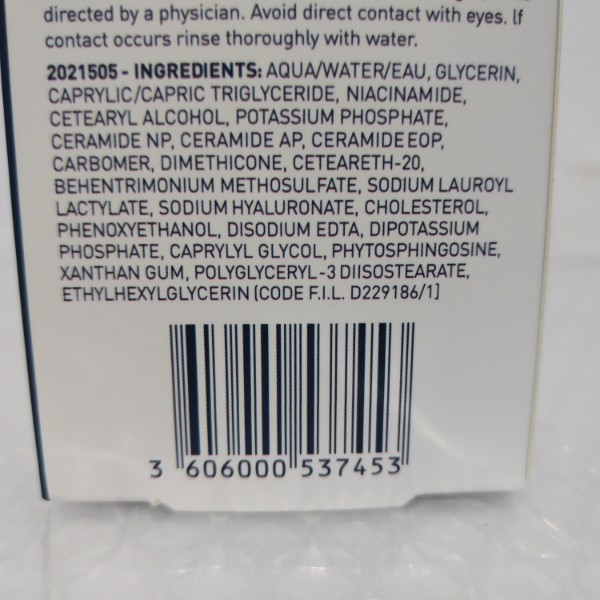 directed by a physician. Avoid direct contact with eyes. If
contact occurs rinse thoroughly with water.
2021505 - INGREDIENTS: AQUA/WATER/EAU, GLYCERIN,
CAPRYLIC/CAPRIC TRIGLYCERIDE, NIACINAMIDE,
CETEARYL ALCOHOL, POTASSIUM PHOSPHATE,
CERAMIDE NP, CERAMIDE AP, CERAMIDE EOP,
CARBOMER, DIMETHICONE, CETEARETH-20,
BEHENTRIMONIUM METHOSULFATE, SODIUM LAUROYL
LACTYLATE, SODIUM HYALURONATE, CHOLESTEROL,
PHENOXYETHANOL, DISODIUM EDTA, DIPOTASSIUM
PHOSPHATE, CAPRYLYL GLYCOL, PHYTOSPHINGOSINE,
XANTHAN GUM, POLYGLYCERYL-3 DIISOSTEARATE,
ETHYLHEXYLGLYCERIN [CODE F.I.L. D229186/1]
3 606000 537453